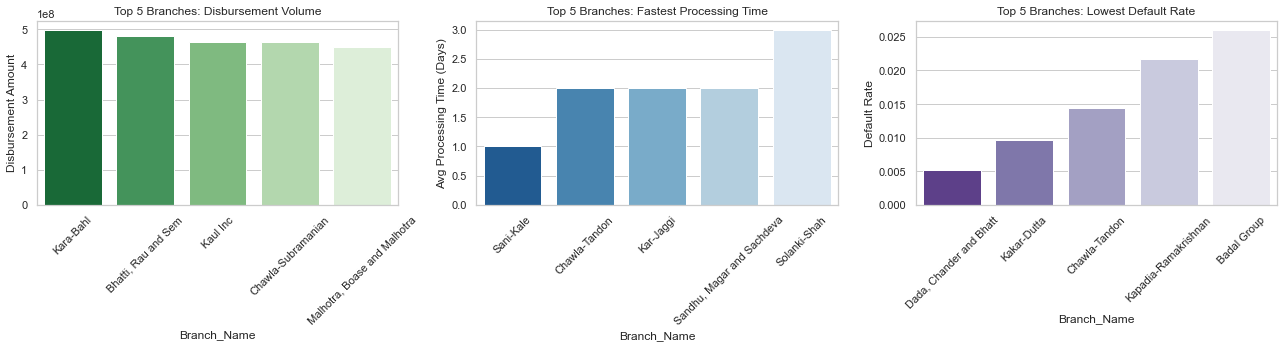 Top 5 Branches: Disbursement Volume
1e8
Disbursement Amount
5
4
3
2
1
0
Kara-Bahl
Bhatti, Rau and Sem
Kaul Inc
Chawla-Subramanian
Malhotra, Boase and Malhotra
Branch_Name
Top 5 Branches: Fastest Processing Time
Avg Processing Time (Days)
3.0
2.5
2.0
1.5
1.0
0.5
0.0
Sani-Kale
Chawla-Tandon
Kar-Jaggi
Sandhu, Magar and Sachdeva
Solanki-Shah
Branch_Name
Top 5 Branches: Lowest Default Rate
Default Rate
0.025
0.020
0.015
0.010
0.005
0.000
Dada, Chander and Bhatt
Kakar-Dutta
Chawla-Tandon
Kapadia-Ramakrishnan
Badal Group
Branch_Name